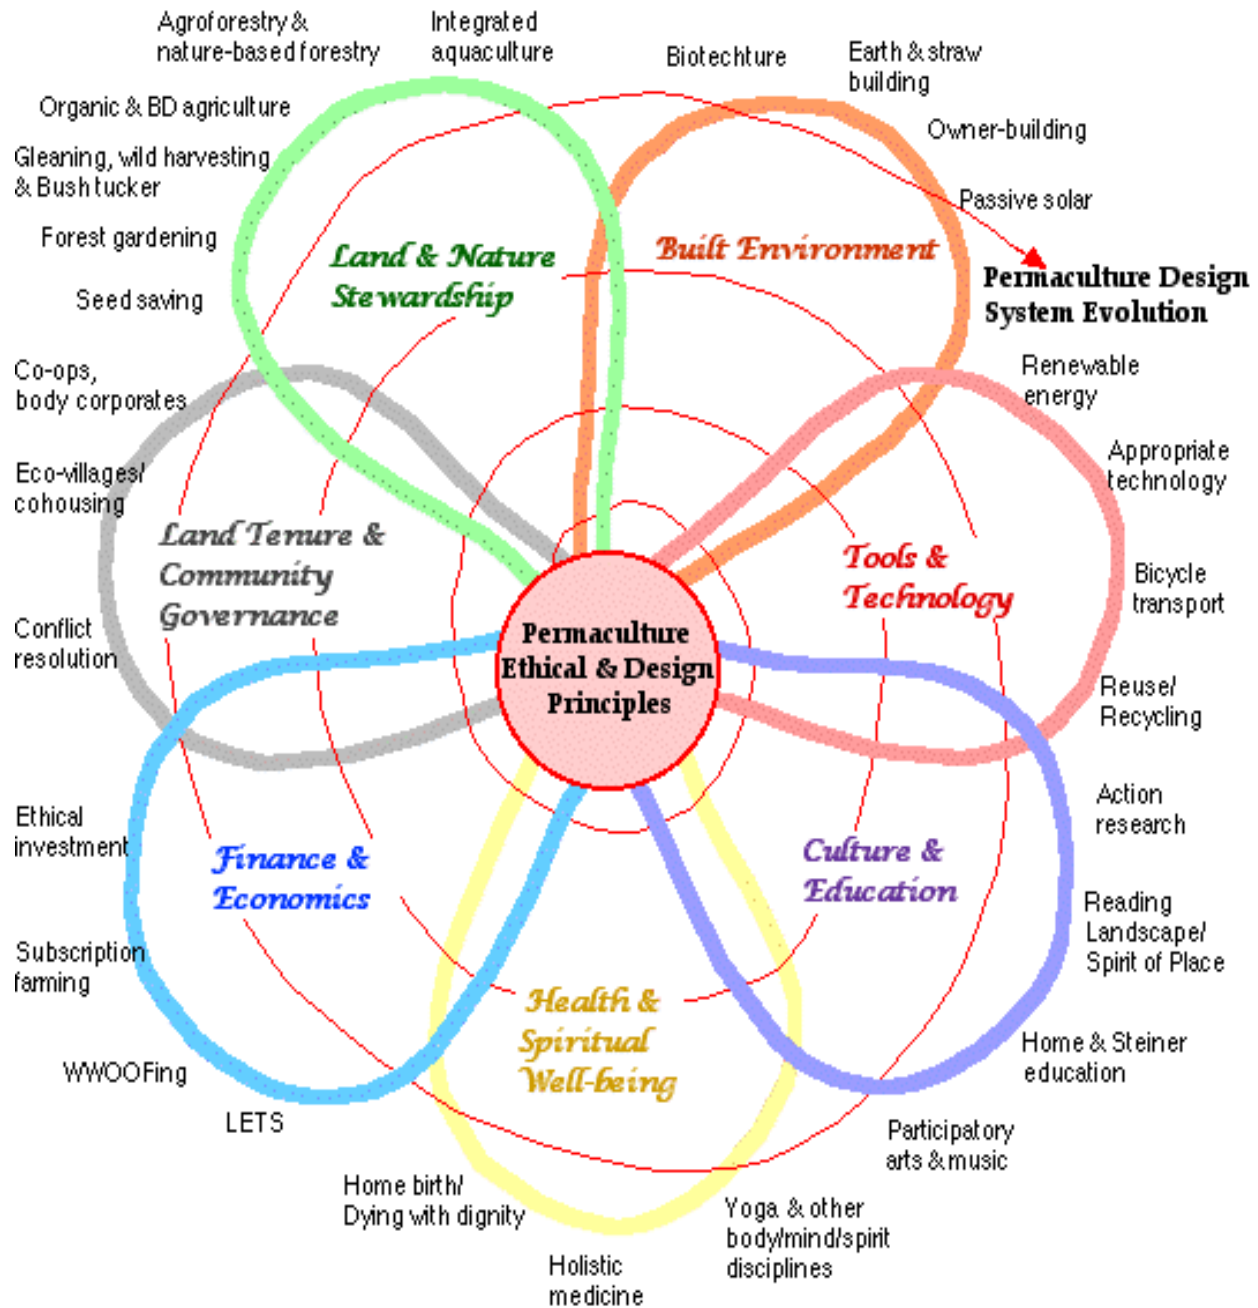 Agroforestry &
nature-based forestry
Integrated
aquaculture
Biotechture
Earth & straw
building
Organic & BD agriculture
Owner-building
Gleaning, wild harvesting
& Bush tucker
Passive solar
Forest gardening
Land & Nature
Stewardship
Built Environment
Permaculture Design
System Evolution
Seed saving
Co-ops,
body corporates
Renewable
energy
Appropriate
technology
Eco-villages/
cohousing
Land Tenure &
Community
Governance
Tools &
Technology
Bicycle
transport
Conflict
resolution
Permaculture
Ethical & Design
Principles
Reuse/
Recycling
Ethical
investment
Action
research
Finance &
Economics
Culture &
Education
Reading
Landscape/
Spirit of Place
Subscription
farming
Health &
Spiritual
Well-being
Home & Steiner
education
WWOOFing
LETS
Participatory
arts & music
Home birth/
Dying with dignity
Yoga & other
body/mind/spirit
disciplines
Holistic
medicine